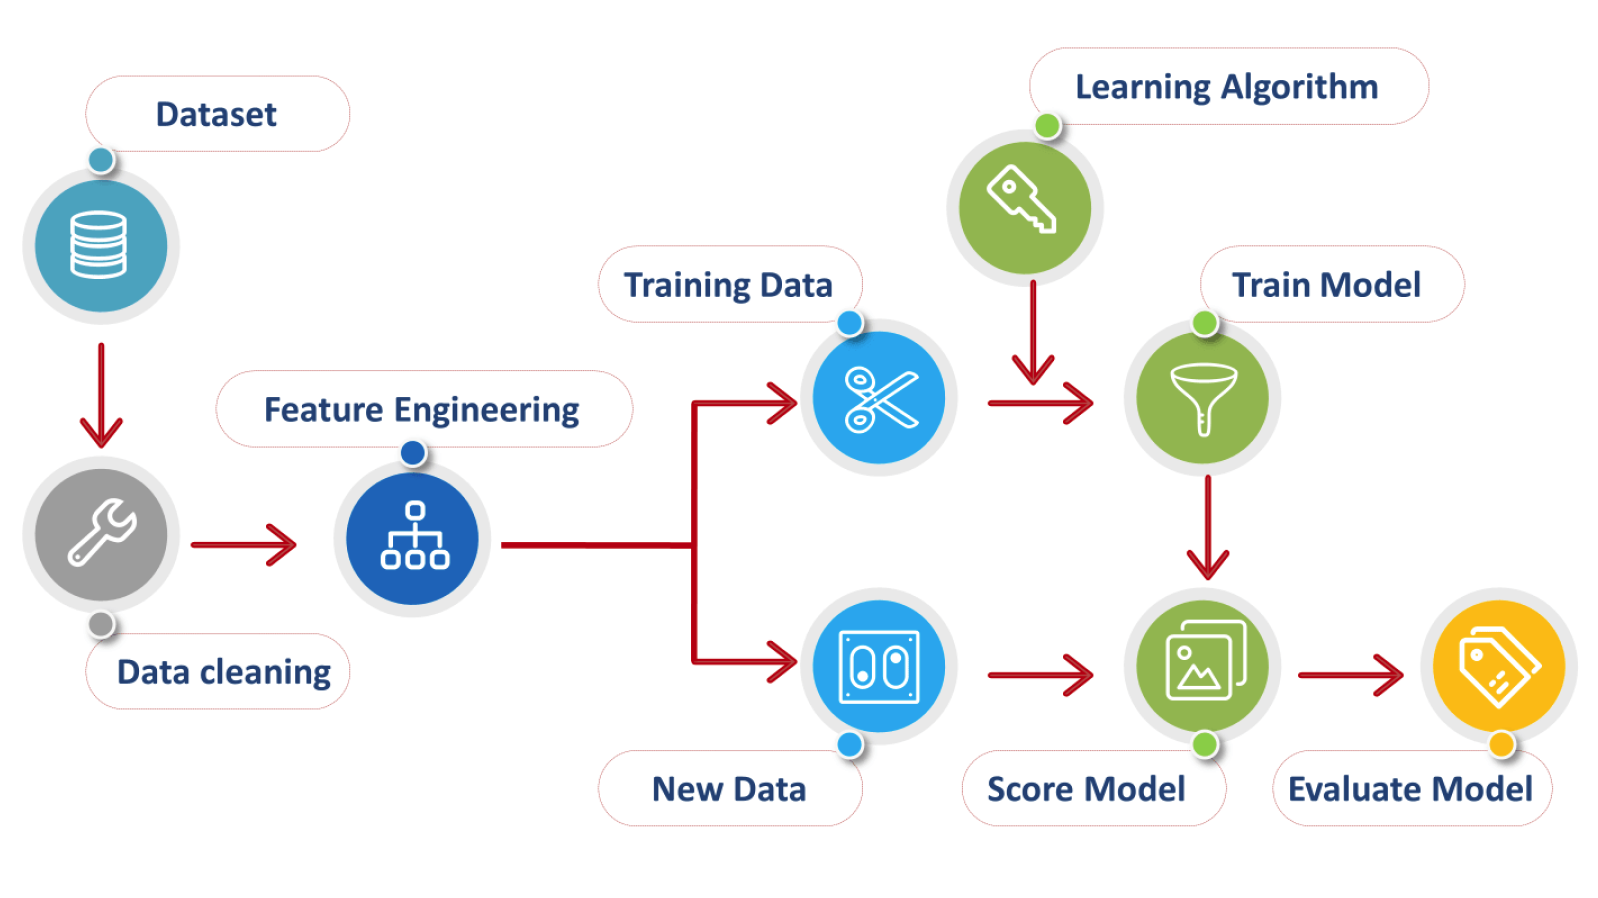 Dataset
Learning Algorithm
Training Data
Train Model
Feature Engineering
Data cleaning
New Data
Score Model
Evaluate Model